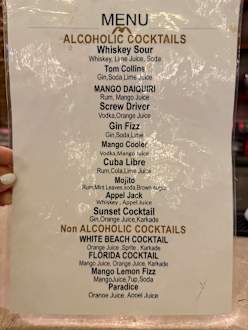 MENU
ALCOHOLIC COCKTAILS
Whiskey Sour
Whiskey, Lime Juice, Soda
Tom Collins
Gin,Soda,Lime Juice
MANGO DAIQUIRI
Rum, Mango Juice
Screw Driver
Vodka,Orange Juice
Gin Fizz
Gin,Soda,Lime
Mango Cooler
Vodka,Mango Juice
Cuba Libre
Rum,Cola,Lime Juice
Mojito
Rum,Mint Leaves,soda,Brown sugar
Appel Jack
Whiskey , Appel Juice
Sunset Cocktail
Gin,Orange Juice,Karkade
Non ALCOHOLIC COCKTAILS
WHITE BEACH COCKTAIL
Orange Juice ,Sprite , Karkade
FLORIDA COCKTAIL
Mango Juice, Orange Juice, Karkade
Mango Lemon Fizz
MangoJuice,7up,Soda
Paradice
Orange Juice, Appel Juice